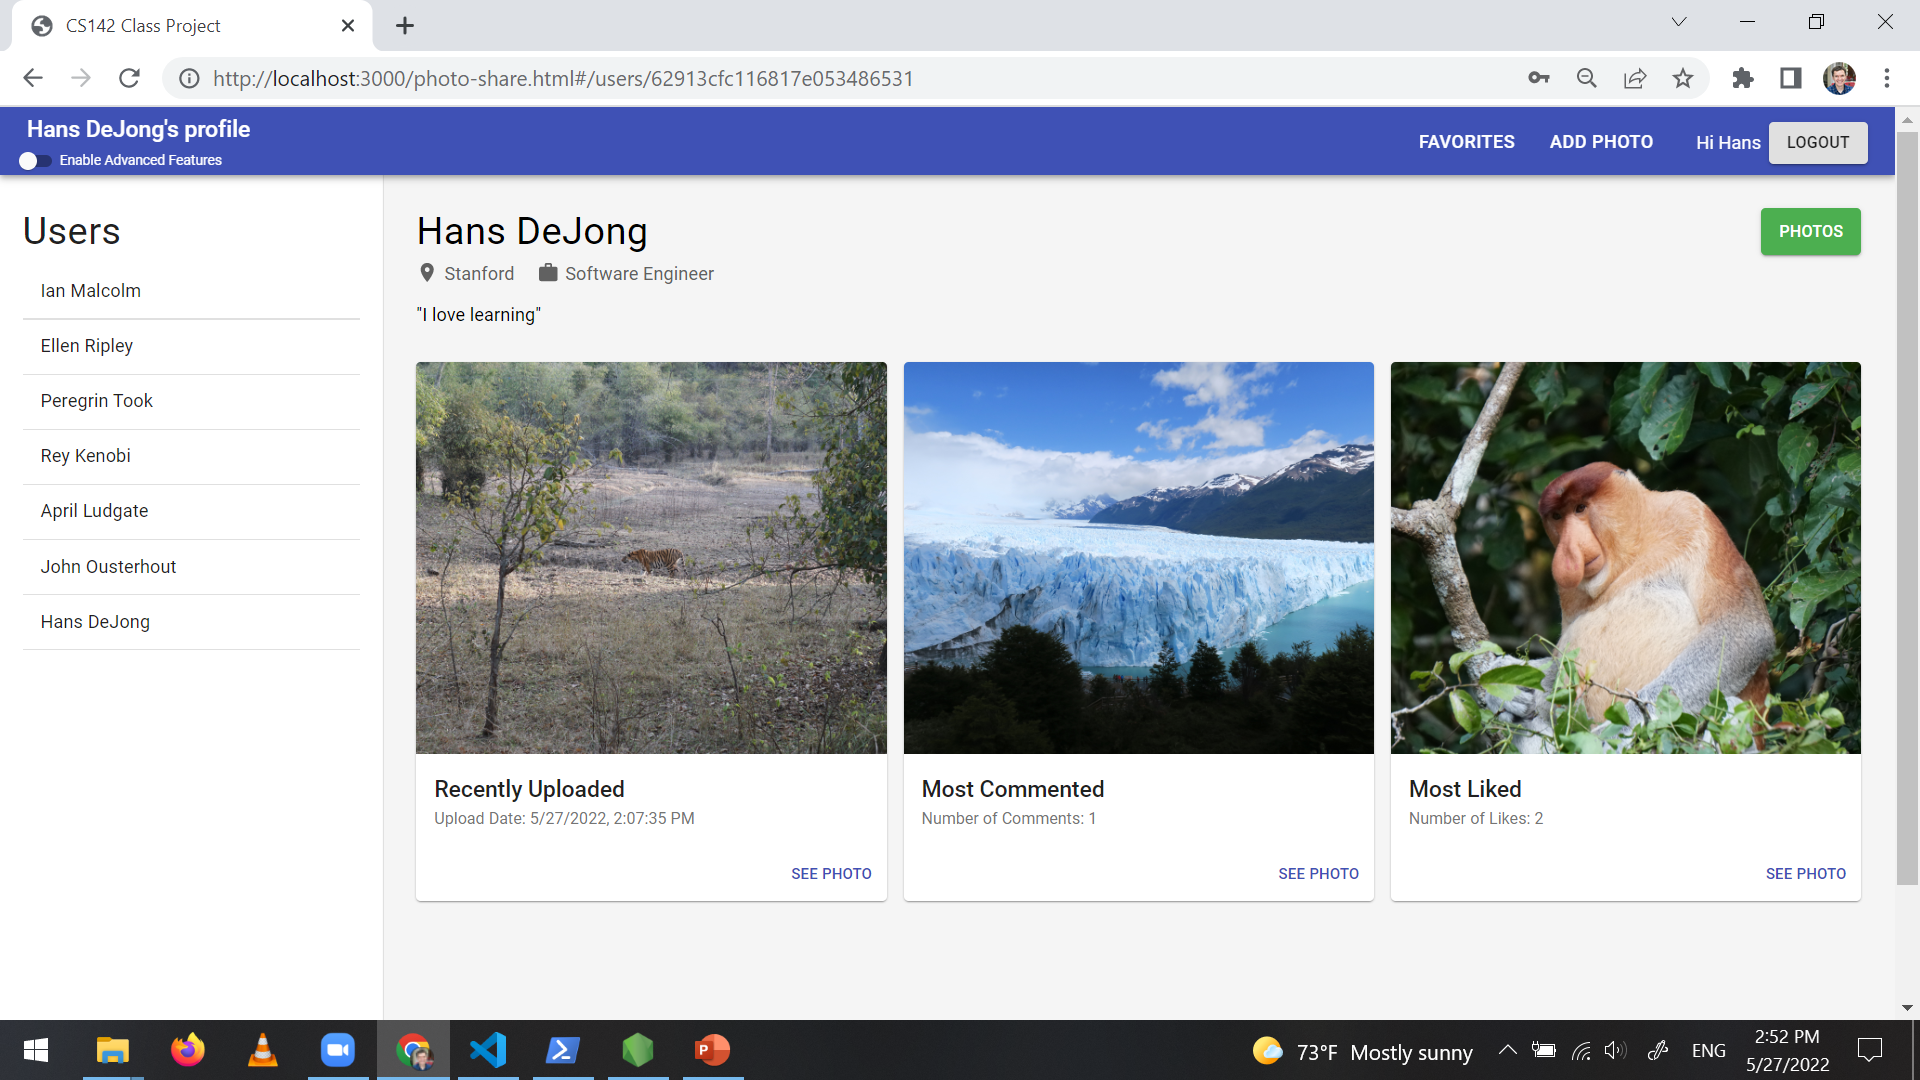 CS142 Class Project
http://localhost:3000/photo-share.html#/users/62913cfc116817e053486531
Hans DeJong's profile
Enable Advanced Features
FAVORITES
ADD PHOTO
Hi Hans
LOGOUT
Users
Ian Malcolm
Ellen Ripley
Peregrin Took
Rey Kenobi
April Ludgate
John Ousterhout
Hans DeJong
Hans DeJong
PHOTOS
Stanford
Software Engineer
"I love learning"
Recently Uploaded
Upload Date: 5/27/2022, 2:07:35 PM
SEE PHOTO
Most Commented
Number of Comments: 1
SEE PHOTO
Most Liked
Number of Likes: 2
SEE PHOTO
P
73°F Mostly sunny
ENG
2:52 PM
5/27/2022